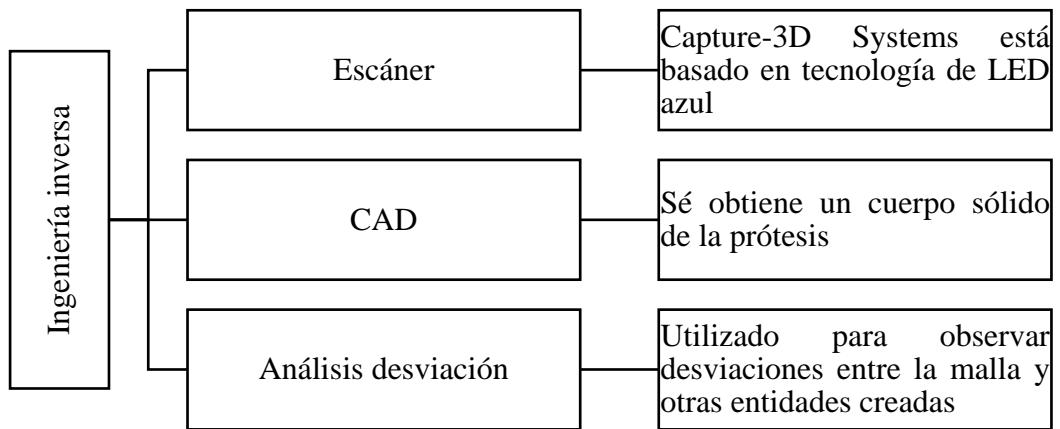 Ingeniería inversa
Escáner
Capture-3D Systems está
basado en tecnología de LED
azul
CAD
Sé obtiene un cuerpo sólido
de la prótesis
Análisis desviación
Utilizado para observar
desviaciones entre la malla y
otras entidades creadas